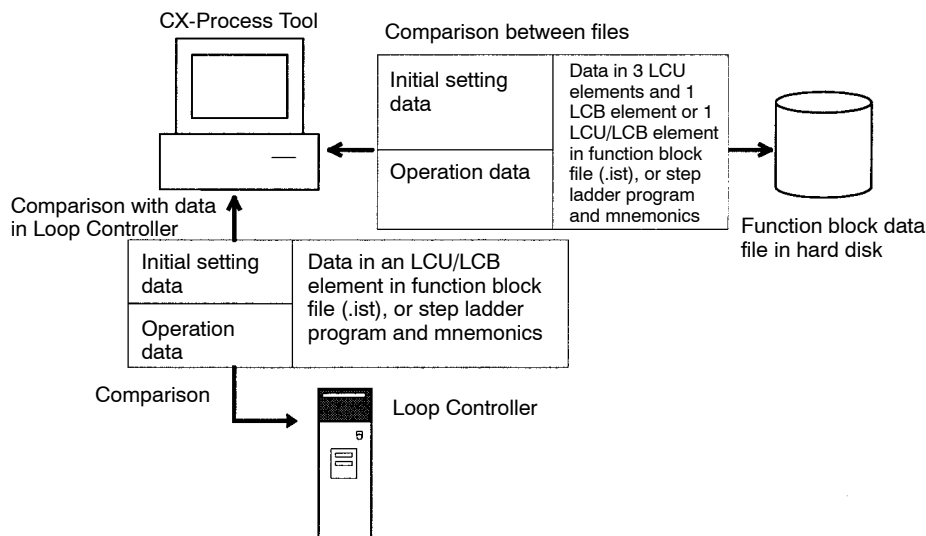 CX-Process Tool
Comparison between files
Initial setting
data
Operation data
Data in 3 LCU
elements and 1
LCB element or 1
LCU/LCB element
in function block
file (.ist), or step
ladder program
and mnemonics
Function block data
file in hard disk
Comparison with data
in Loop Controller
Initial setting
data
Operation
data
Data in an LCU/LCB
element in function block
file (.ist), or step ladder
program and mnemonics
Comparison
Loop Controller